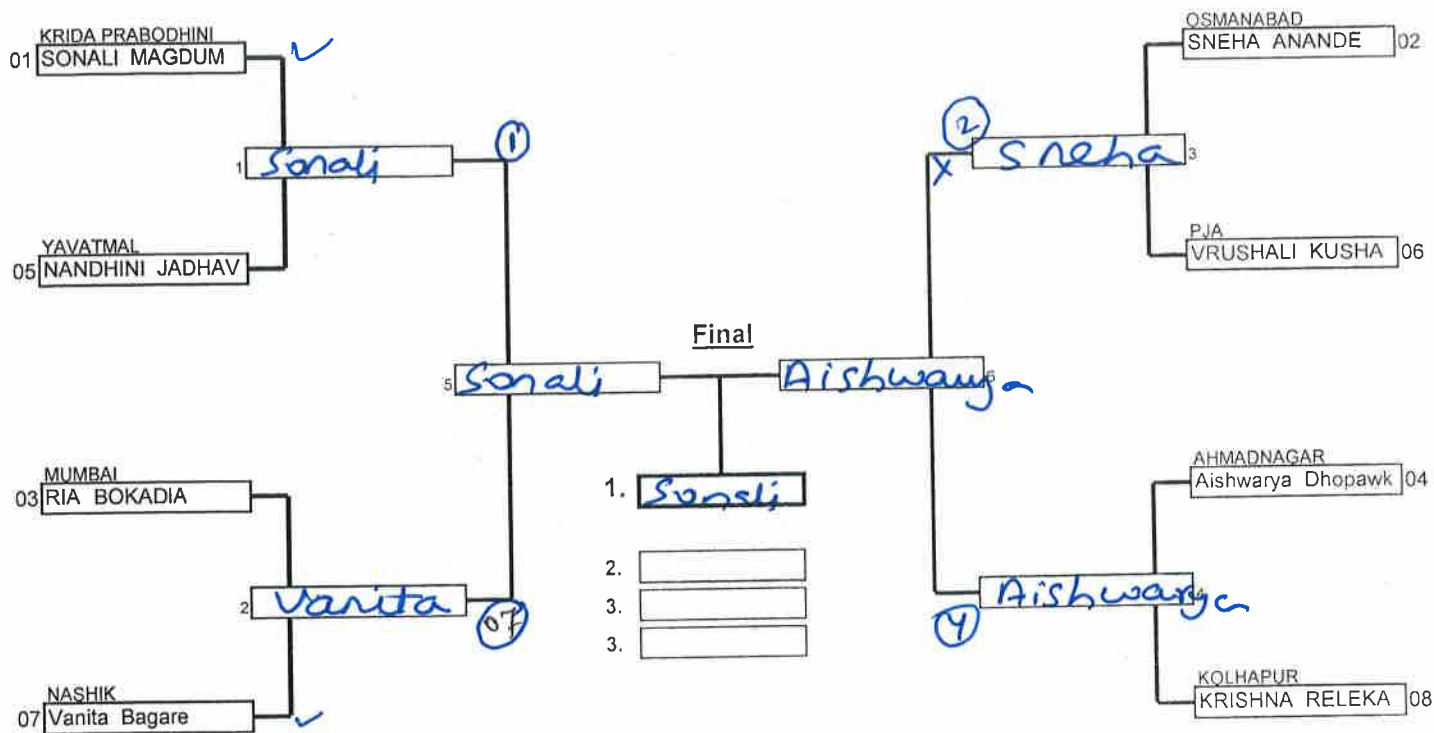 KRIDA PRABODHINI
01 SONALI MAGDUM
1 Sonali
①
YAVATMAL
05 NANDHINI JADHAV
5 Sonali
MUMBAI
03 RIA BOKADIA
2 Vanita
07
NASHIK
07 Vanita Bagare
Final
1. Sonali
2.
3.
3.
OSMANABAD
SNEHA ANANDE 02
②
X
Sneha 3
PJA
VRUSHALI KUSHA 06
Aishwarya 6
AHMADNAGAR
Aishwarya Dhopawk 04
④
Aishwarya 4
KOLHAPUR
KRISHNA RELEKA 08